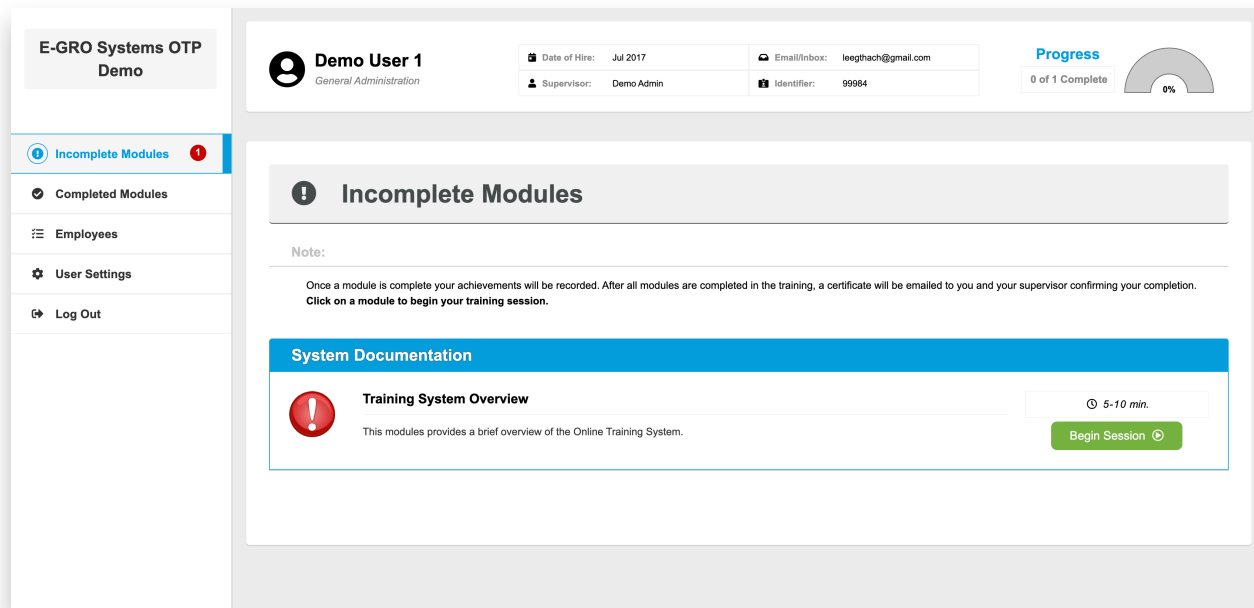 E-GRO Systems OTP
Demo
Incomplete Modules 1
Completed Modules
Employees
User Settings
Log Out
Demo User 1
General Administration
Date of Hire: Jul 2017
Supervisor: Demo Admin
Email/Inbox: leegthach@gmail.com
Identifier: 99984
Progress
0 of 1 Complete
0%
Incomplete Modules
Note:
Once a module is complete your achievements will be recorded. After all modules are completed in the training, a certificate will be emailed to you and your supervisor confirming your completion.
Click on a module to begin your training session.
System Documentation
Training System Overview
This modules provides a brief overview of the Online Training System.
5-10 min.
Begin Session